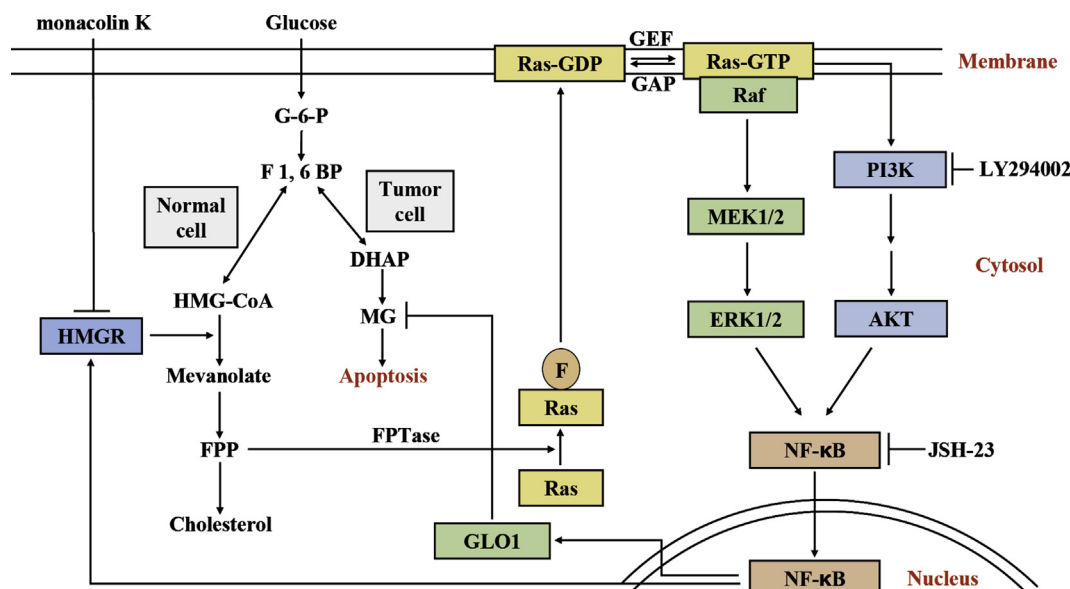 monacolin K
Glucose
GEF
Ras-GDP
Ras-GTP
Membrane
GAP
Raf
G-6-P
F 1, 6 BP
PI3K
LY294002
Normal
cell
Tumor
cell
MEK1/2
DHAP
Cytosol
HMG-CoA
MG
ERK1/2
AKT
HMGR
Mevanolate
Apoptosis
F
Ras
FPTase
FPP
NF-κB
JSH-23
Ras
Cholesterol
GLO1
NF-κB
Nucleus